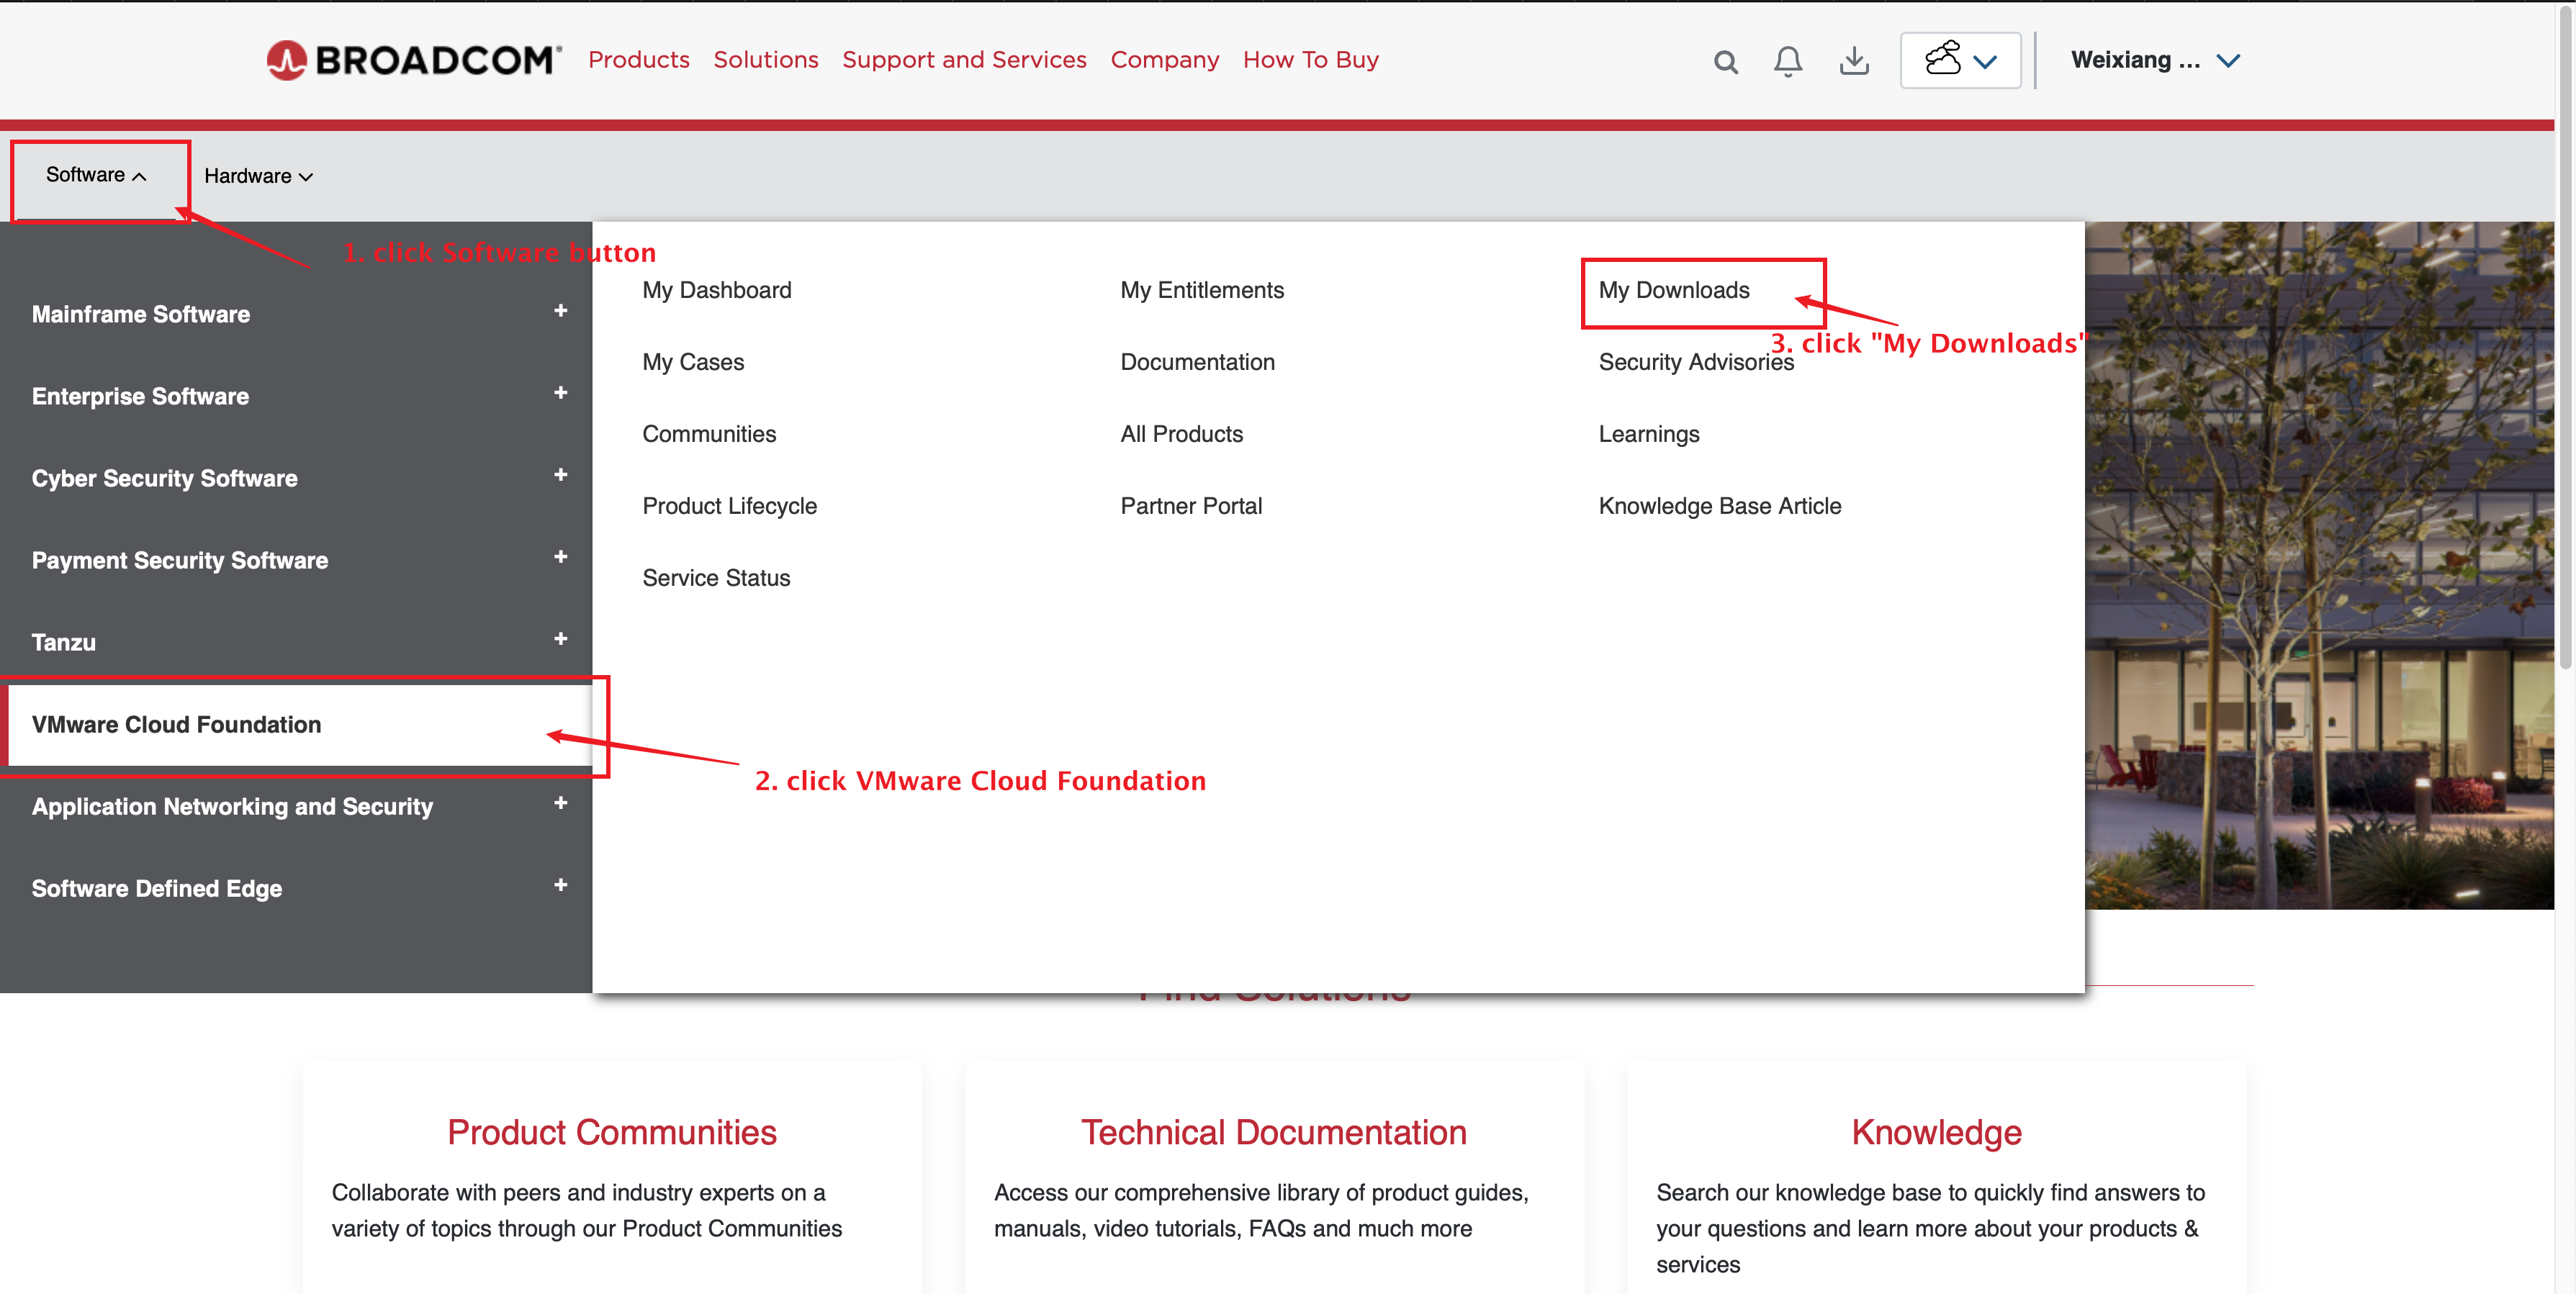 BROADCOM®
Products Solutions Support and Services Company How To Buy
Weixiang ...
Software Hardware
1. click Software button
Mainframe Software +
Enterprise Software +
Cyber Security Software +
Payment Security Software +
Tanzu +
VMware Cloud Foundation
Application Networking and Security +
Software Defined Edge +
My Dashboard My Entitlements My Downloads
3. click "My Downloads"
My Cases Documentation Security Advisories
Communities All Products Learnings
Product Lifecycle Partner Portal Knowledge Base Article
Service Status
2. click VMware Cloud Foundation
Find Solutions
Product Communities
Collaborate with peers and industry experts on a
variety of topics through our Product Communities
Technical Documentation
Access our comprehensive library of product guides,
manuals, video tutorials, FAQs and much more
Knowledge
Search our knowledge base to quickly find answers to
your questions and learn more about your products &
services